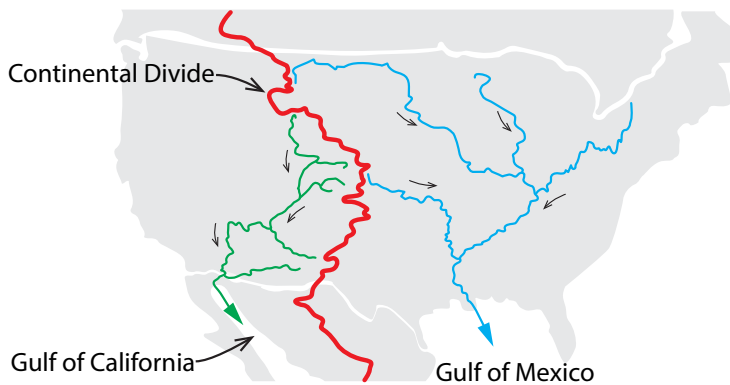 Continental Divide
Gulf of California
Gulf of Mexico